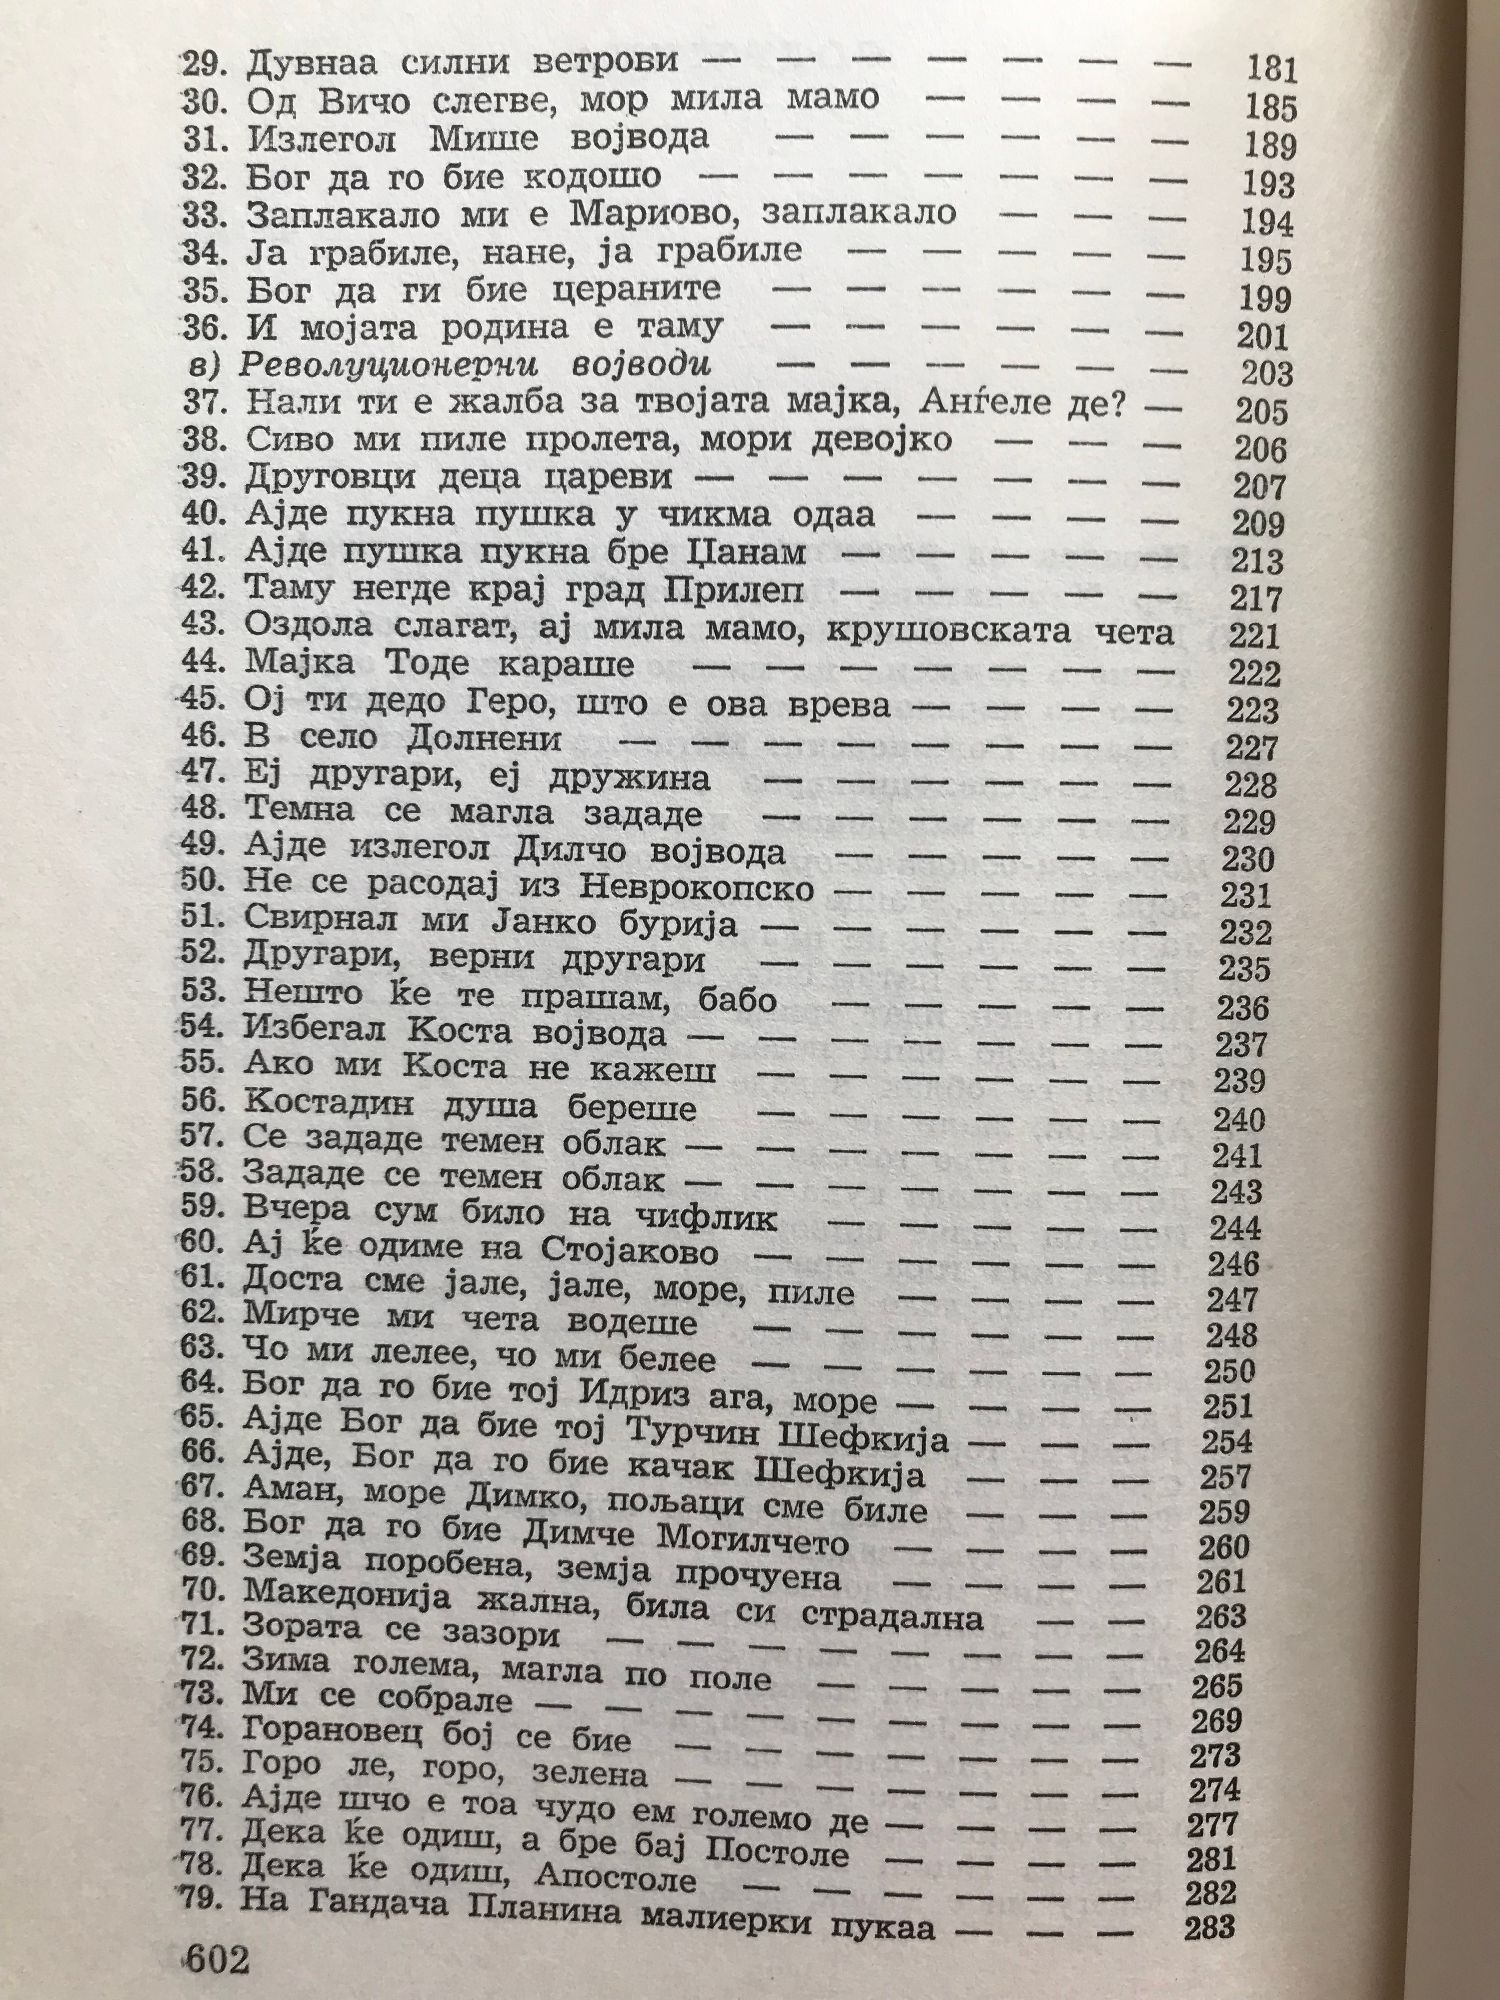 29. Дувнаа силни ветрови — — — — — — — 181
30. Од Вичо слегве, мор мила мамо — — — — 185
31. Излегол Мише војвода — — — — — — 189
32. Бог да го бие кодошо — — — — — — — 193
33. Заплакало ми е Мариово, заплакало — — — 194
34. Ја грабиле, нане, ја грабиле — — — — — 195
35. Бог да ги бие цераните — — — — — — 199
36. И мојата родина е таму — — — — — — 201
в) Револуционерни војводи — — — — — — 203
37. Нали ти е жалба за твојата мајка, Анѓеле де? — 205
38. Сиво ми пиле пролета, мори девојко — — — 206
39. Друговци деца цареви — — — — — — — 207
40. Ајде пукна пушка у чикма одаа — — — — 209
41. Ајде пушка пукна бре Џанам — — — — — 213
42. Таму негде крај град Прилеп — — — — — 217
43. Оздола слагат, ај мила мамо, крушовската чета 221
44. Мајка Тоде караше — — — — — — — 222
45. Ој ти дедо Геро, што е ова врева — — — — 223
46. В село Долнени — — — — — — — — 227
47. Еј другари, еј дружина — — — — — — 228
48. Темна се магла зададе — — — — — — 229
49. Ајде излегол Дилчо војвода — — — — — 230
50. Не се расодај из Неврокопско — — — — — 231
51. Свирнал ми Јанко бурија — — — — — — 232
52. Другари, верни другари — — — — — — 235
53. Нешто ќе те прашам, бабо — — — — — 236
54. Избегал Коста војвода — — — — — — — 237
55. Ако ми Коста не кажеш — — — — — — 239
56. Костадин душа береше — — — — — — 240
57. Се зададе темен облак — — — — — — — 241
58. Зададе се темен облак — — — — — — — 243
59. Вчера сум било на чифлик — — — — — 244
60. Ај ќе одиме на Стојаково — — — — — — 246
61. Доста сме јале, јале, море, пиле — — — — 247
62. Мирче ми чета водеше — — — — — — 248
63. Чо ми лелее, чо ми белее — — — — — — 250
64. Бог да го бие тој Идриз ага, море — — — — 251
65. Ајде Бог да бие тој Турчин Шефкија — — — 254
66. Ајде, Бог да го бие качак Шефкија — — — 257
67. Аман, море Димко, пољаци сме биле — — — 259
68. Бог да го бие Димче Могилчето — — — — 260
69. Земја поробена, земја прочуена — — — — 261
70. Македонија жална, била си страдална — — 263
71. Зората се зазори — — — — — — — — 264
72. Зима голема, магла по поле — — — — — 265
73. Ми се собрале — — — — — — — — — 269
74. Горановец бој се бие — — — — — — — 273
75. Горо ле, горо, зелена — — — — — — — 274
76. Ајде шчо е тоа чудо ем големо де — — — — 277
77. Дека ќе одиш, а бре бај Постоле — — — — 281
78. Дека ќе одиш, Апостоле — — — — — — 282
79. На Гандача Планина малиерки пукаа — — — 283
602